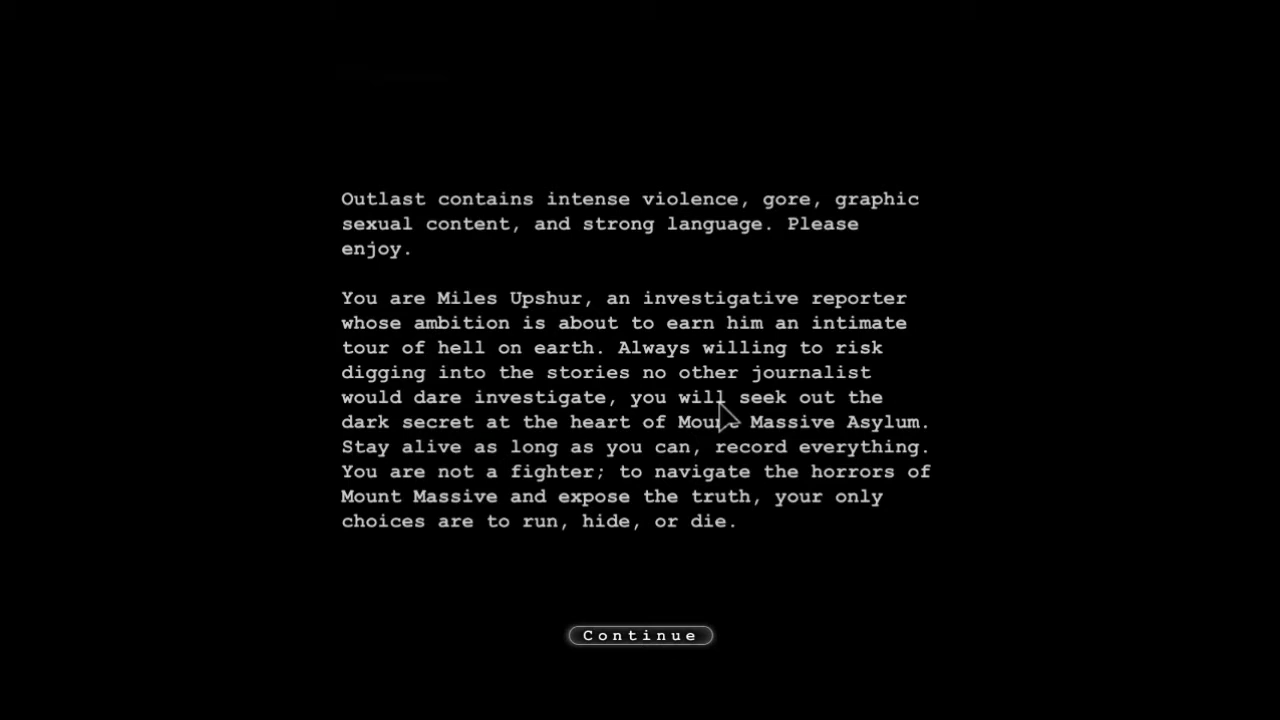 Outlast contains intense violence, gore, graphic
sexual content, and strong language. Please
enjoy.
You are Miles Upshur, an investigative reporter
whose ambition is about to earn him an intimate
tour of hell on earth. Always willing to risk
digging into the stories no other journalist
would dare investigate, you will seek out the
dark secret at the heart of Mount Massive Asylum.
Stay alive as long as you can, record everything.
You are not a fighter; to navigate the horrors of
Mount Massive and expose the truth, your only
choices are to run, hide, or die.
Continue